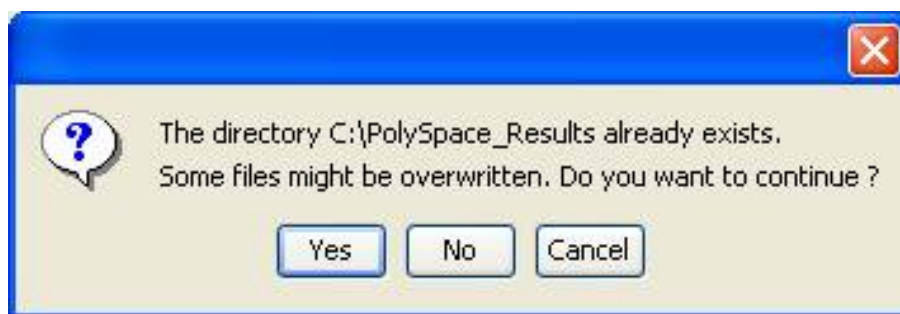 The directory C:\PolySpace_Results already exists.
Some files might be overwritten. Do you want to continue ?
Yes No Cancel